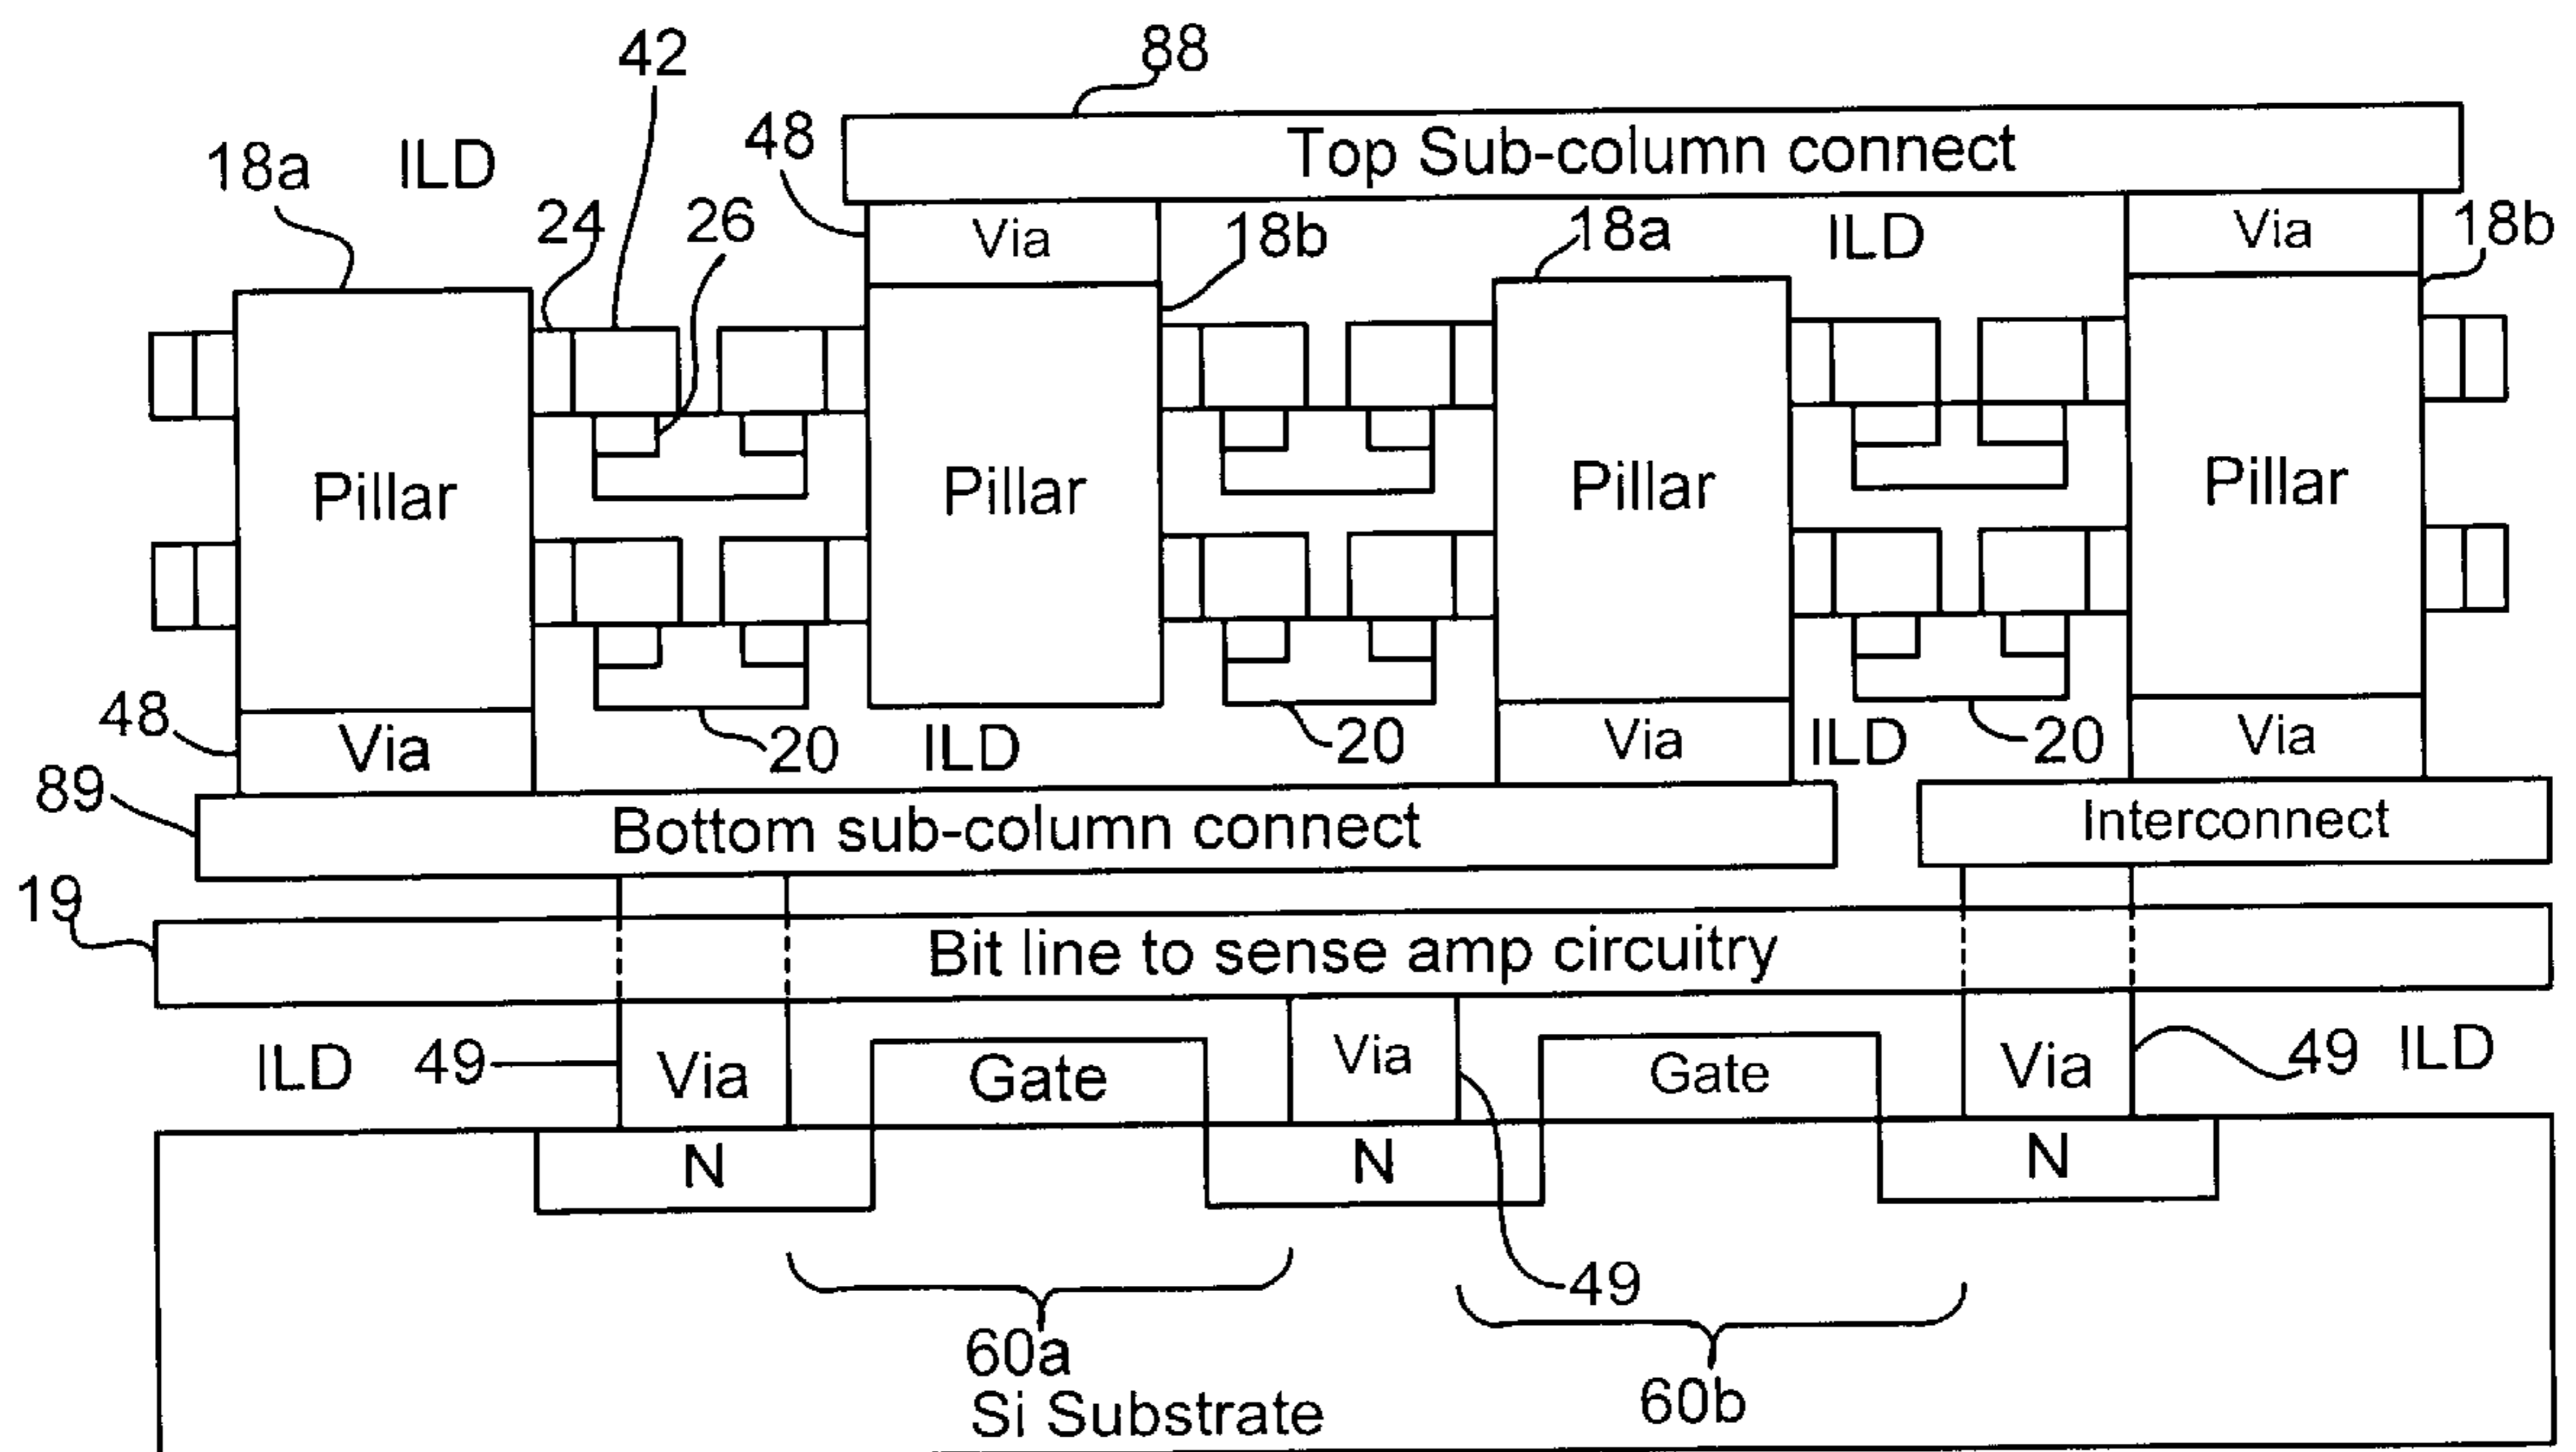 88
42
48
Top Sub-column connect
18a
ILD
24
26
Via
18b
18a
ILD
Via
18b
Pillar
Pillar
Pillar
Pillar
48
Via
20
ILD
20
Via
ILD
20
Via
89
Bottom sub-column connect
Interconnect
19
Bit line to sense amp circuitry
ILD
49
Via
Gate
Via
Gate
Via
49
ILD
N
N
N
49
60a
60b
Si Substrate